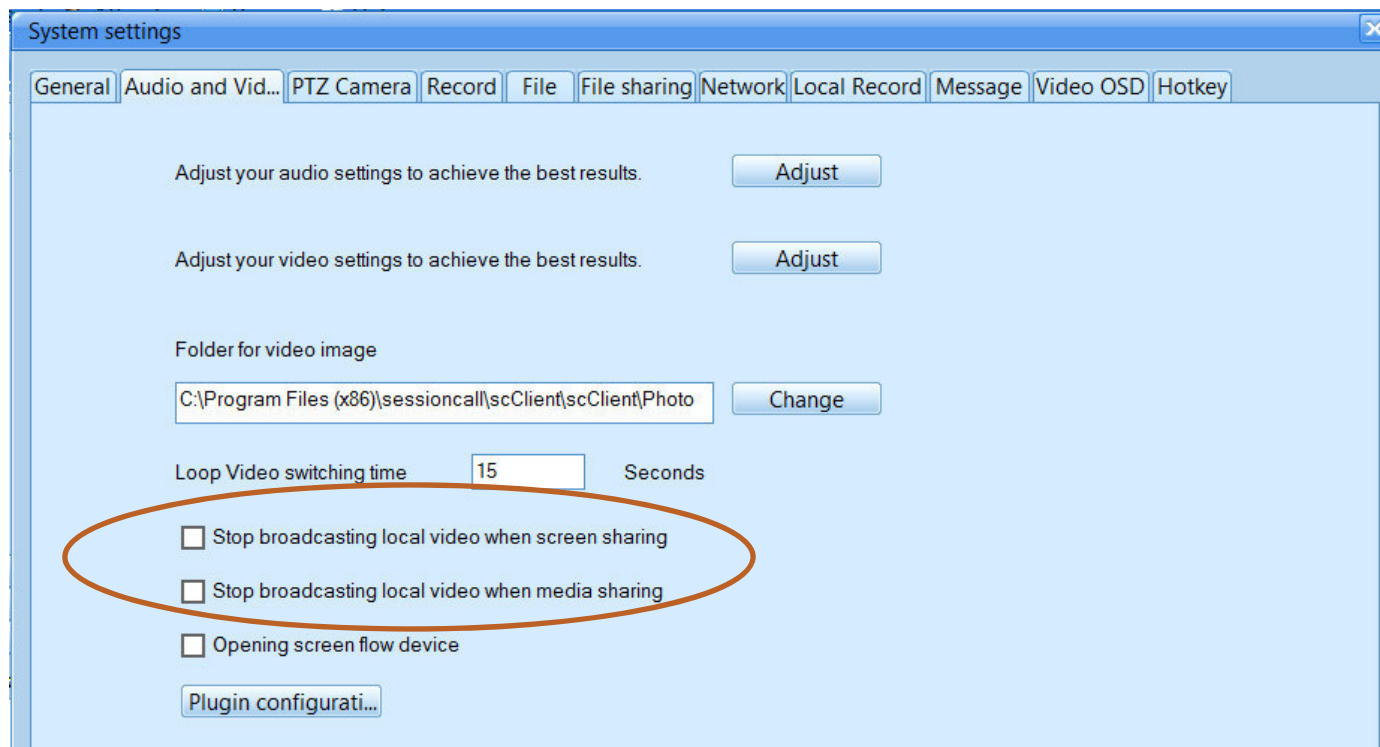 System settings
General Audio and Vid... PTZ Camera Record File File sharing Network Local Record Message Video OSD Hotkey
Adjust your audio settings to achieve the best results. Adjust
Adjust your video settings to achieve the best results. Adjust
Folder for video image
C:\Program Files (x86)\sessioncall\scClient\scClient\Photo Change
Loop Video switching time 15 Seconds
Stop broadcasting local video when screen sharing
Stop broadcasting local video when media sharing
Opening screen flow device
Plugin configurati...